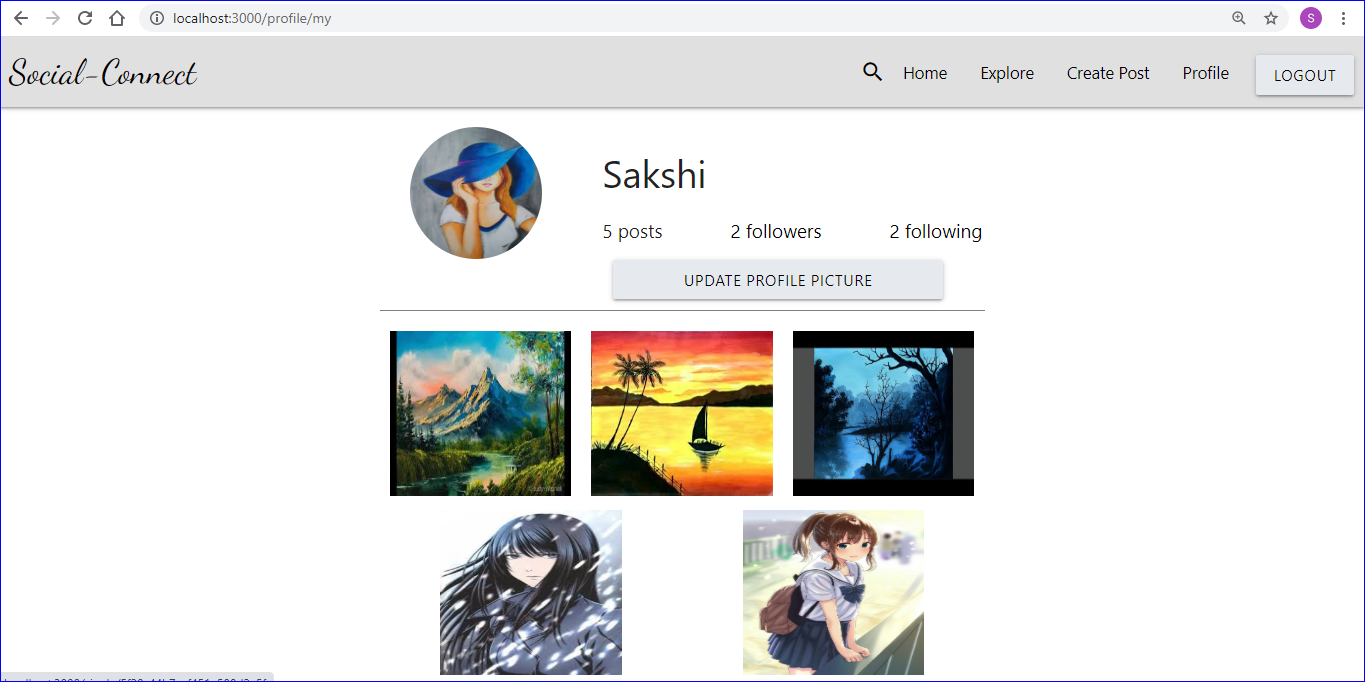 localhost:3000/profile/my
S
Social-Connect
Home Explore Create Post Profile LOGOUT
Sakshi
5 posts 2 followers 2 following
UPDATE PROFILE PICTURE